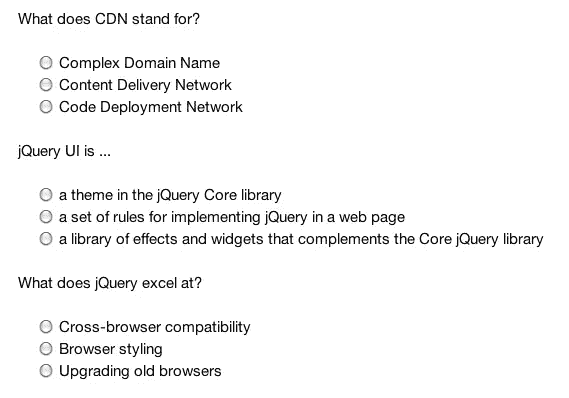 What does CDN stand for?
Complex Domain Name
Content Delivery Network
Code Deployment Network
jQuery UI is ...
a theme in the jQuery Core library
a set of rules for implementing jQuery in a web page
a library of effects and widgets that complements the Core jQuery library
What does jQuery excel at?
Cross-browser compatibility
Browser styling
Upgrading old browsers